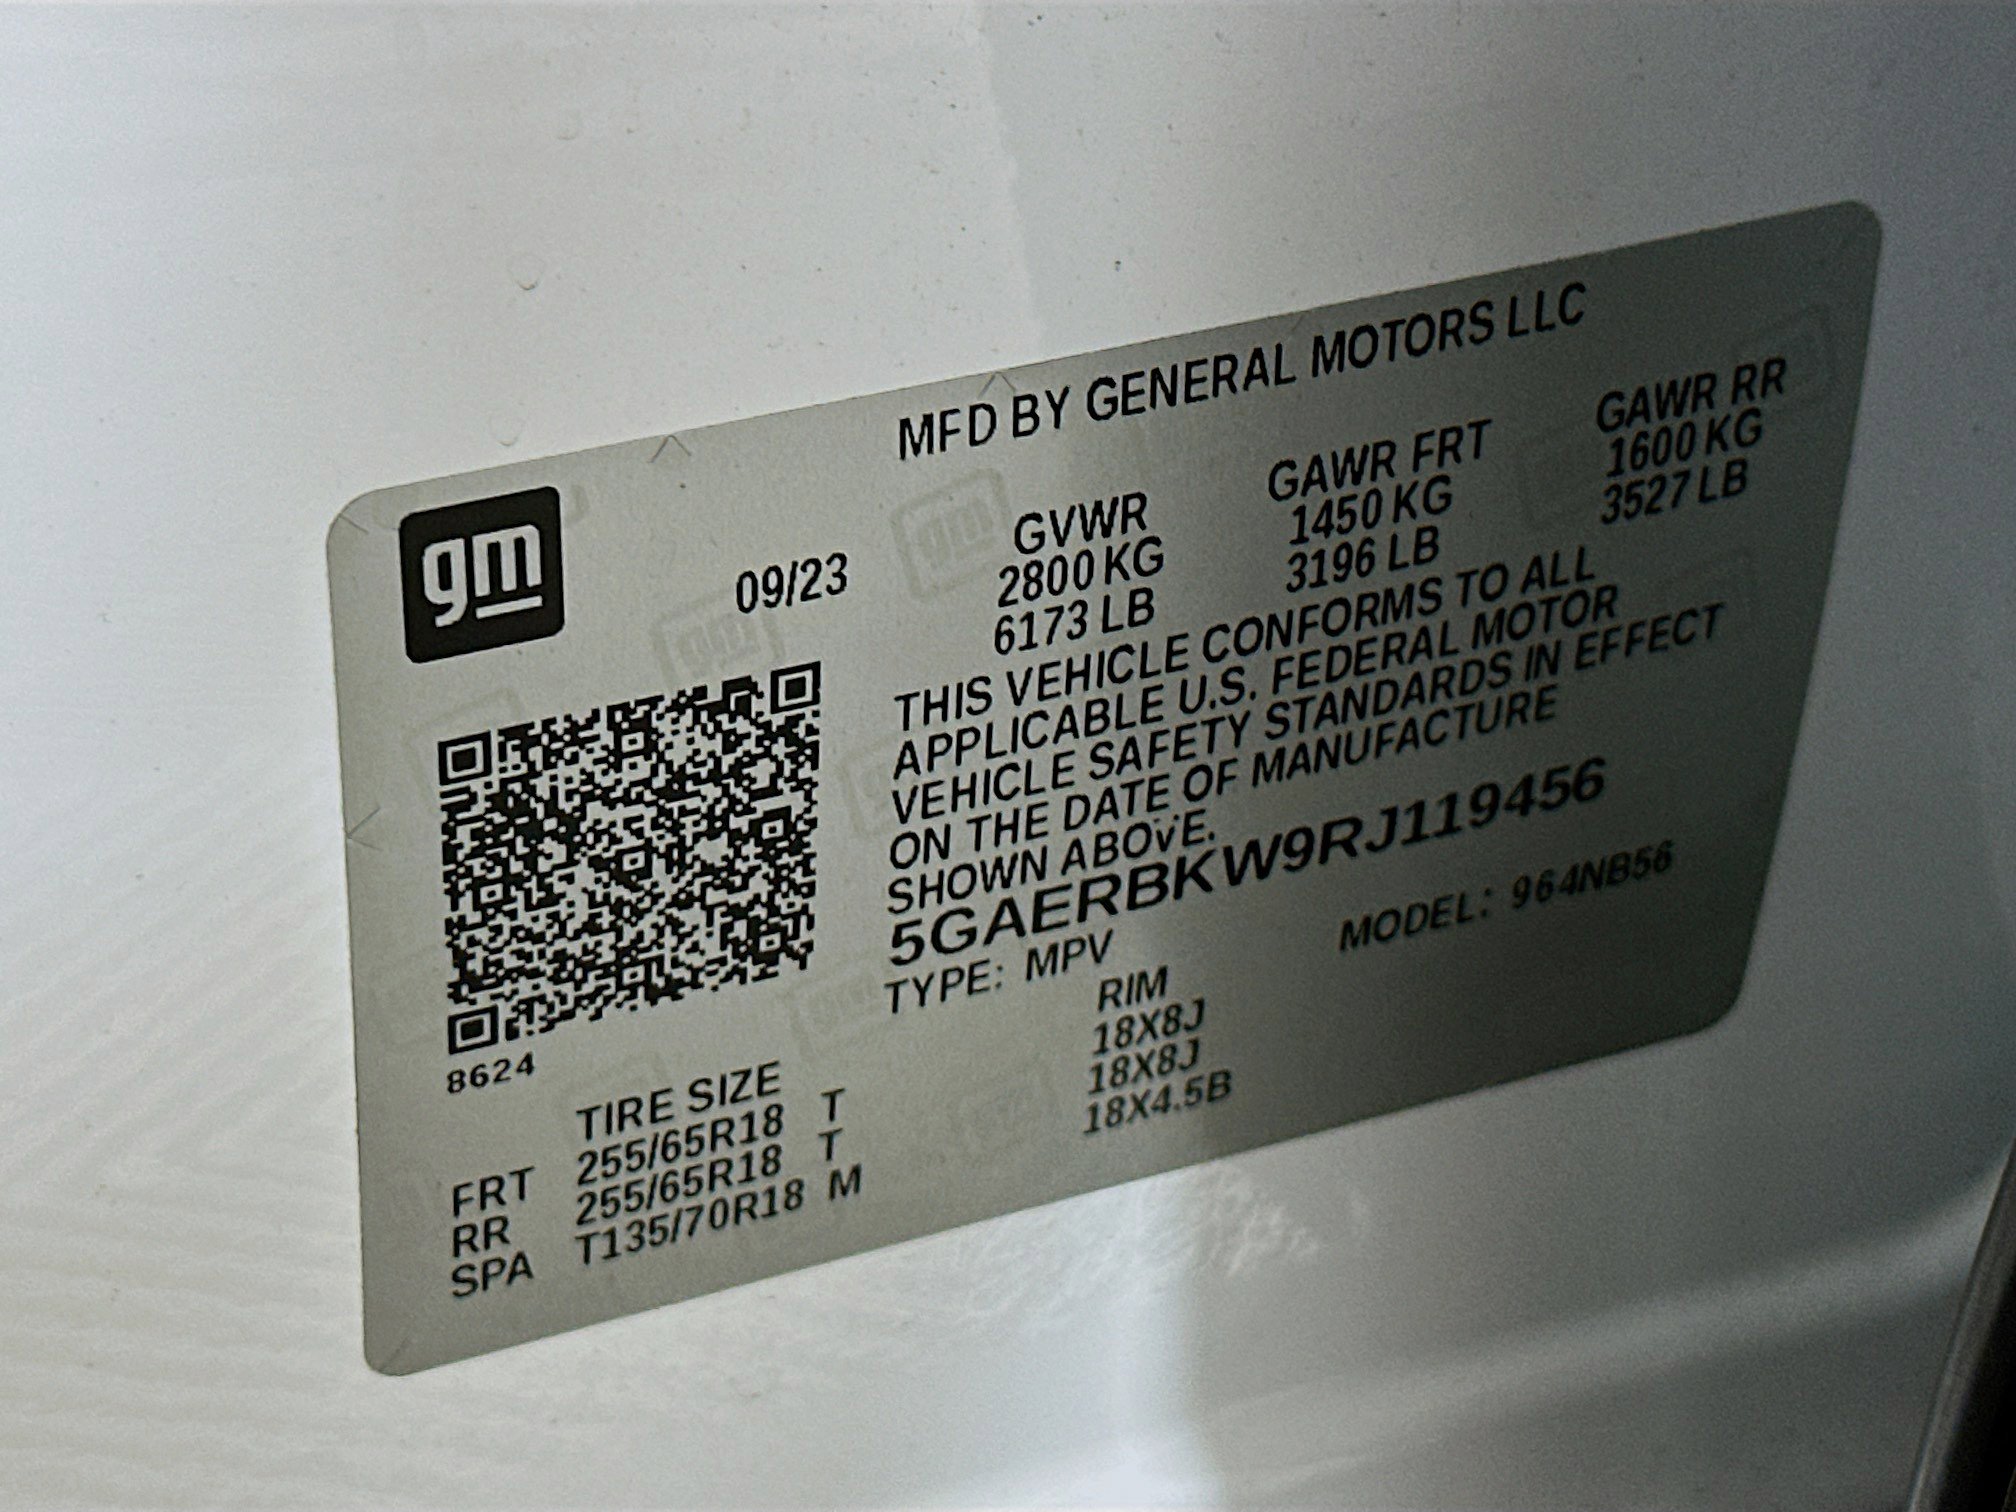 MFD BY GENERAL MOTORS LLC
gm
09/23
GVWR GAWR FRT GAWR RR
2800 KG 1450 KG 1600 KG
6173 LB 3196 LB 3527 LB
THIS VEHICLE CONFORMS TO ALL
APPLICABLE U.S. FEDERAL MOTOR
VEHICLE SAFETY STANDARDS IN EFFECT
ON THE DATE OF MANUFACTURE
SHOWN ABOVE.
5GAERBKW9RJ119456
TYPE: MPV MODEL: 964NB56
8624
TIRE SIZE RIM
FRT 255/65R18 T 18X8J
RR 255/65R18 T 18X8J
SPA T135/70R18 M 18X4.5B